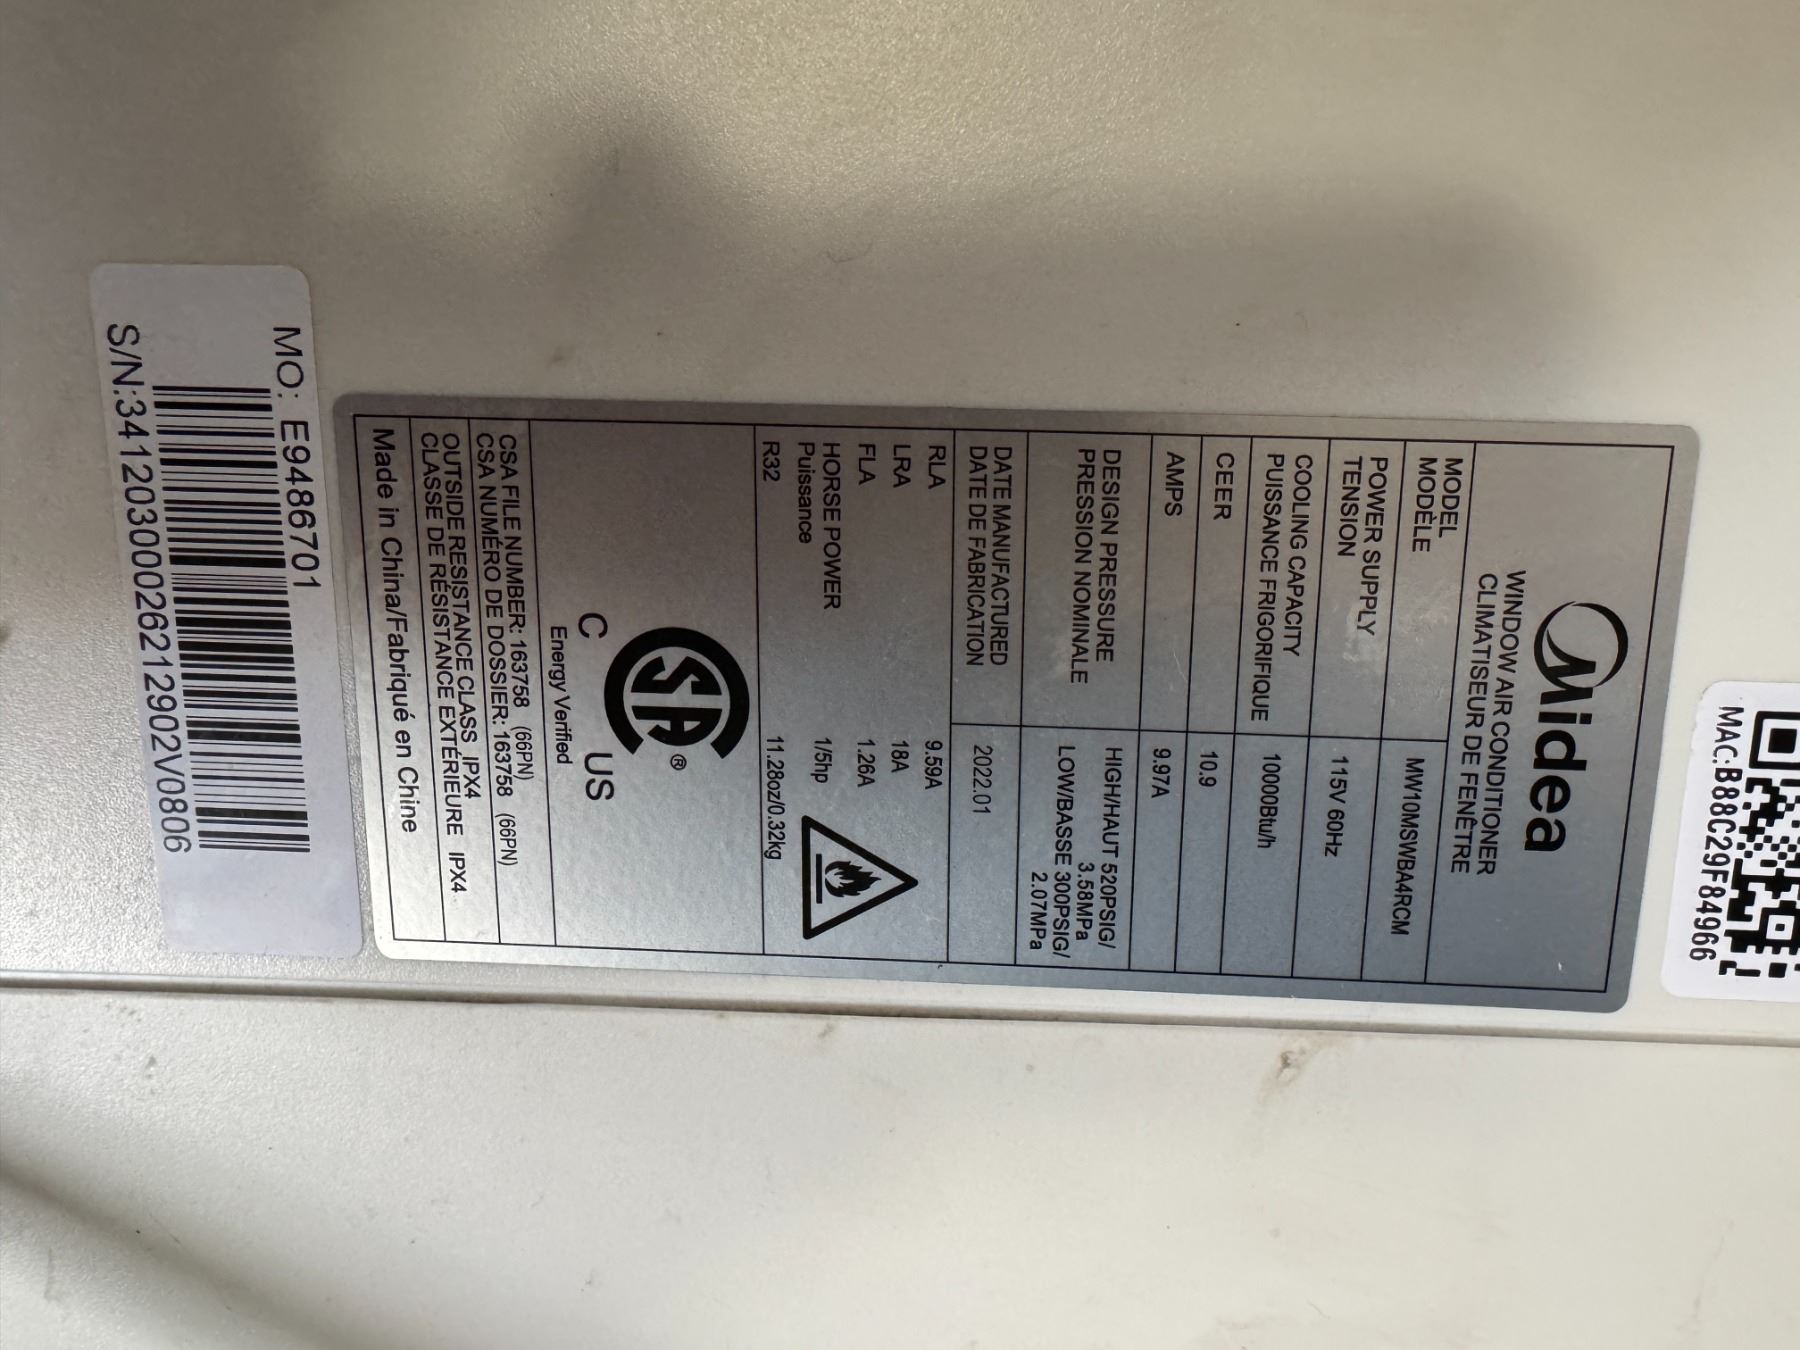 Midea
WINDOW AIR CONDITIONER
CLIMATISEUR DE FENÊTRE
MODEL
MODÈLE
MW10MSWBA4RCM
POWER SUPPLY
TENSION
115V 60Hz
COOLING CAPACITY
PUISSANCE FRIGORIFIQUE
10000Btu/h
CEER
10.9
AMPS
9.97A
DESIGN PRESSURE
PRESSION NOMINALE
HIGH/HAUT 520PSIG/
3.58MPa
LOW/BASSE 300PSIG/
2.07MPa
DATE MANUFACTURED
DATE DE FABRICATION
2022.01
RLA 9.59A
LRA 18A
FLA 1.26A
HORSE POWER
Puissance
1/5hp
R32 11.28oz/0.32kg
SA ®
C US
Energy Verified
CSA FILE NUMBER: 163758 (66PN)
CSA NUMÉRO DE DOSSIER: 163758 (66PN)
OUTSIDE RESISTANCE CLASS IPX4
CLASSE DE RÉSISTANCE EXTÉRIEURE IPX4
Made in China/Fabriqué en Chine
MO: E9486701
S/N:34120300026212902V0806
MAC:B88C29F84966